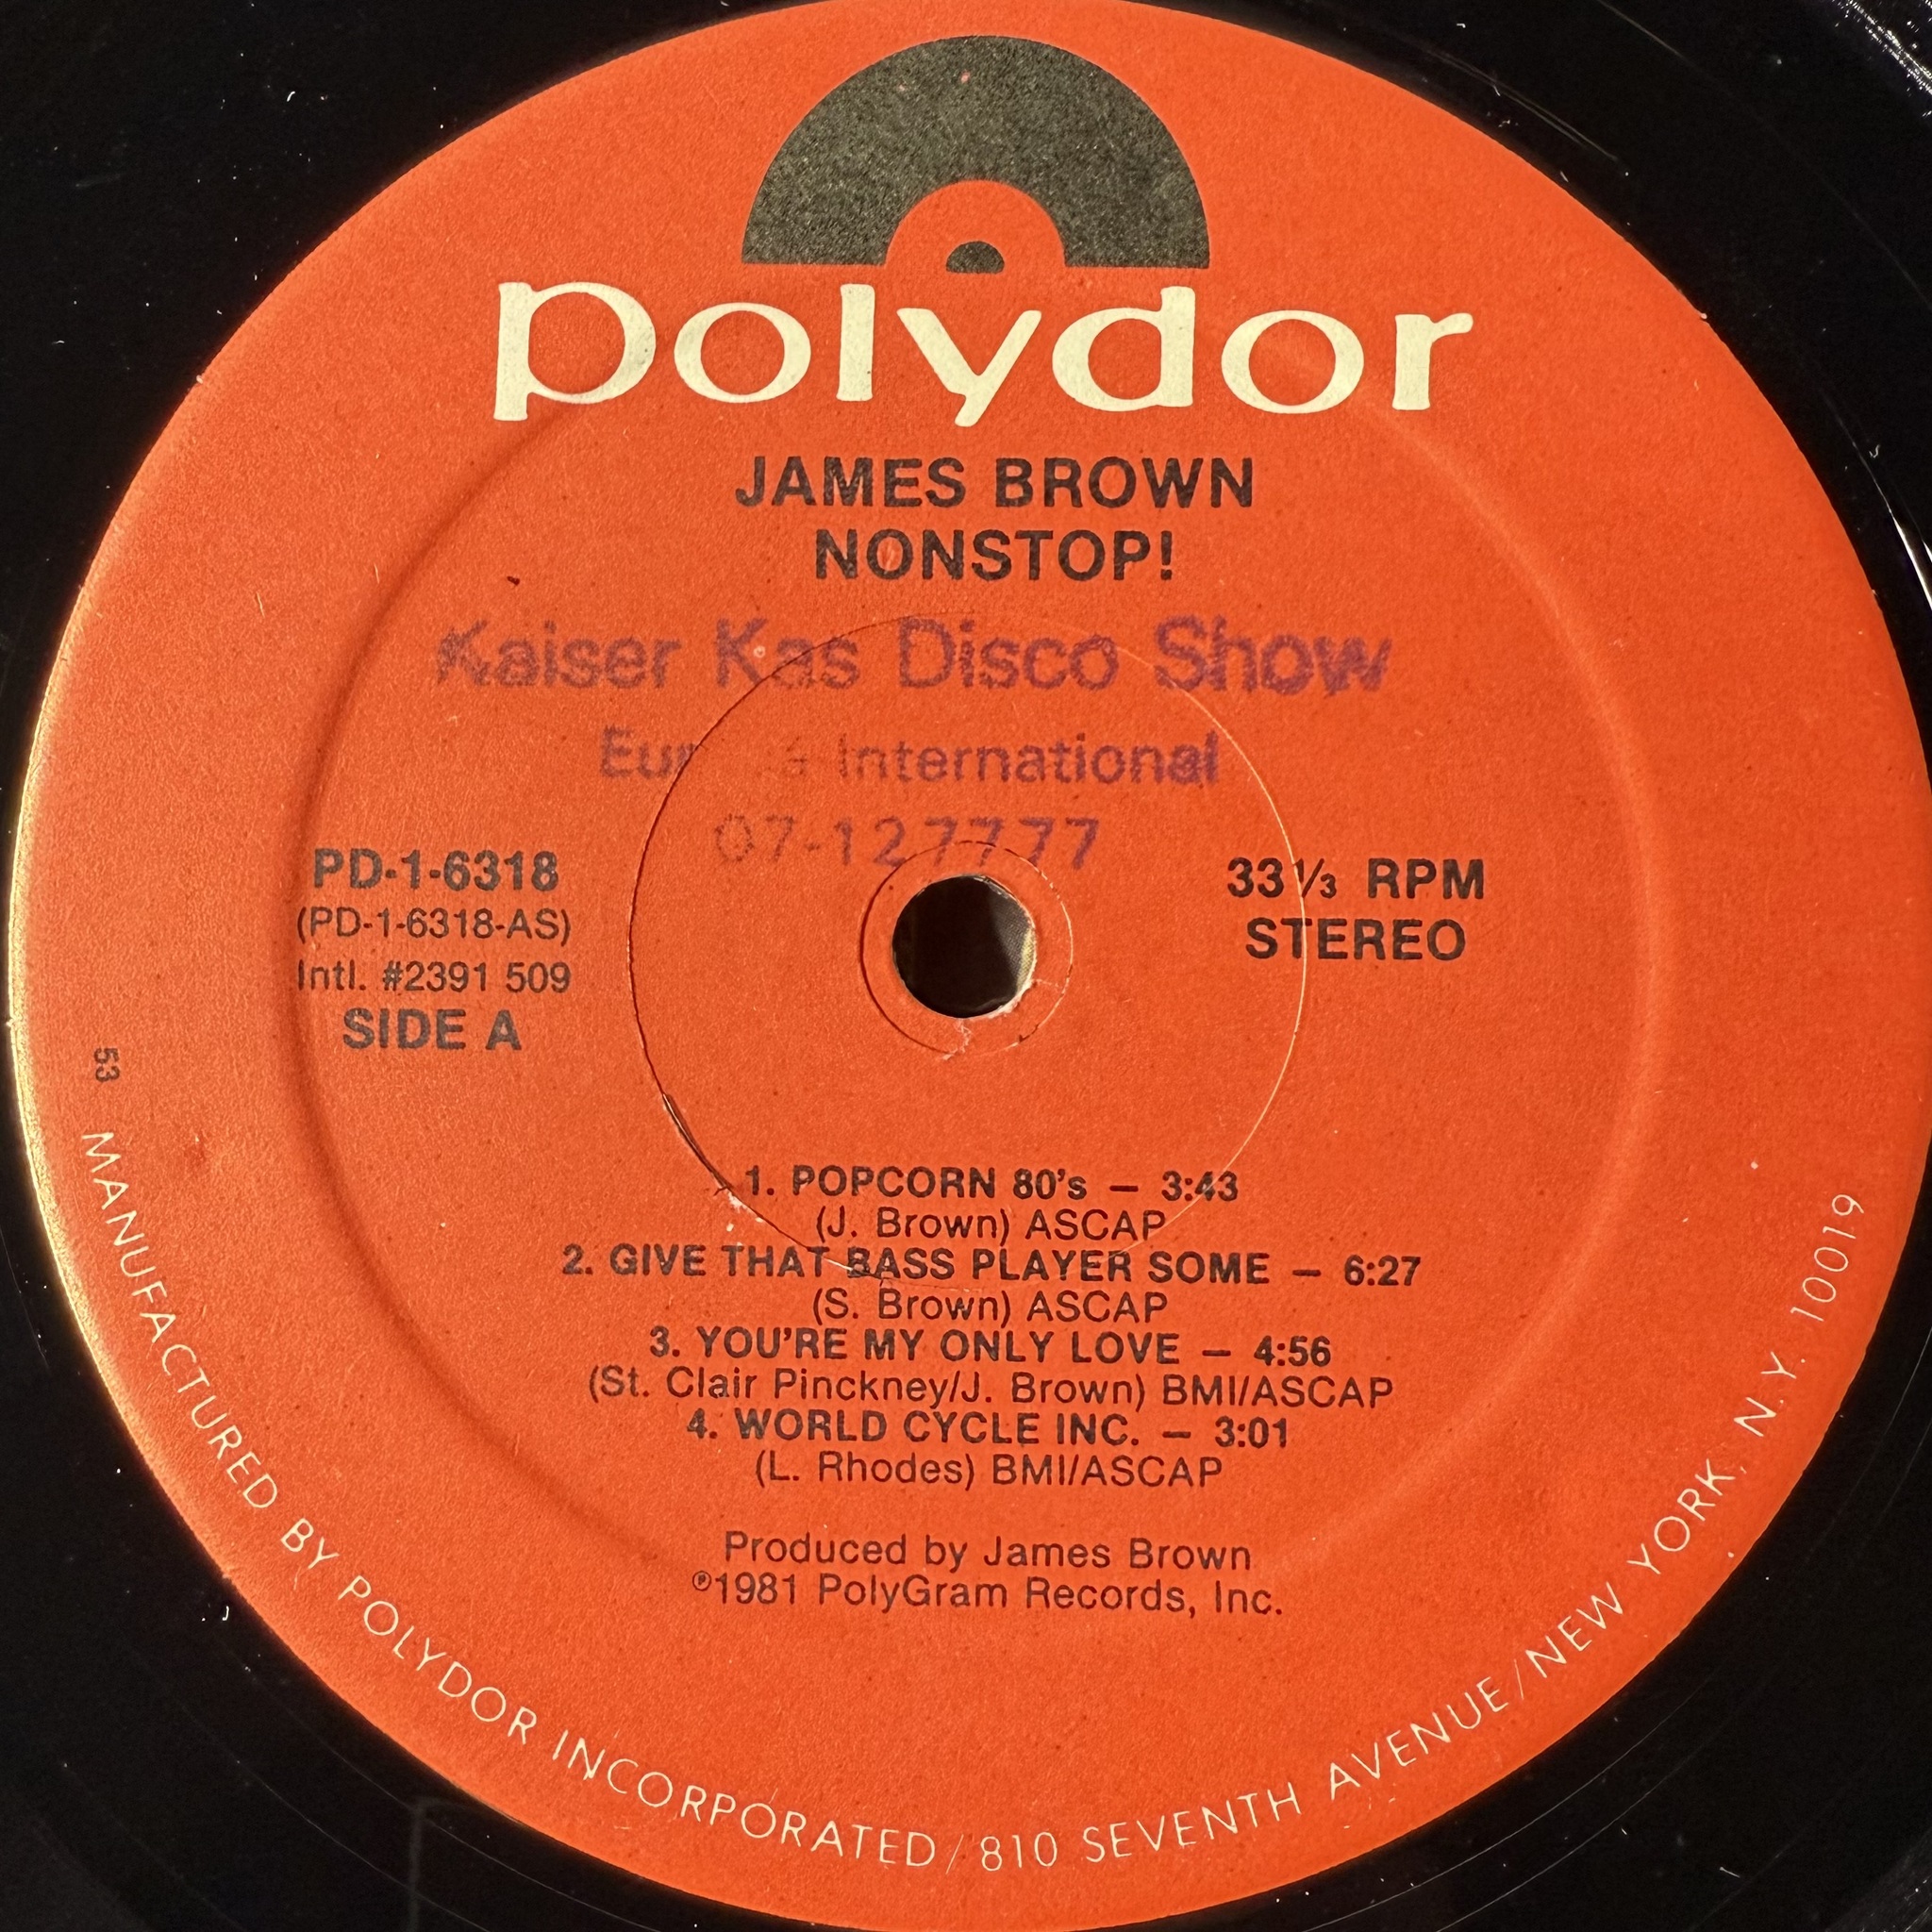 polydor
JAMES BROWN
NONSTOP!
Kaiser Kas Disco Show
International
07-127777
PD-1-6318
(PD-1-6318-AS)
Intl. #2391 509
SIDE A
33 1/3 RPM
STEREO
1. POPCORN 80's — 3:43
(J. Brown) ASCAP
2. GIVE THAT BASS PLAYER SOME — 6:27
(S. Brown) ASCAP
3. YOU'RE MY ONLY LOVE — 4:56
(St. Clair Pinckney/J. Brown) BMI/ASCAP
4. WORLD CYCLE INC. — 3:01
(L. Rhodes) BMI/ASCAP
Produced by James Brown
℗1981 PolyGram Records, Inc.
53
MANUFACTURED BY POLYDOR INCORPORATED/810 SEVENTH AVENUE/NEW YORK, N.Y. 10019